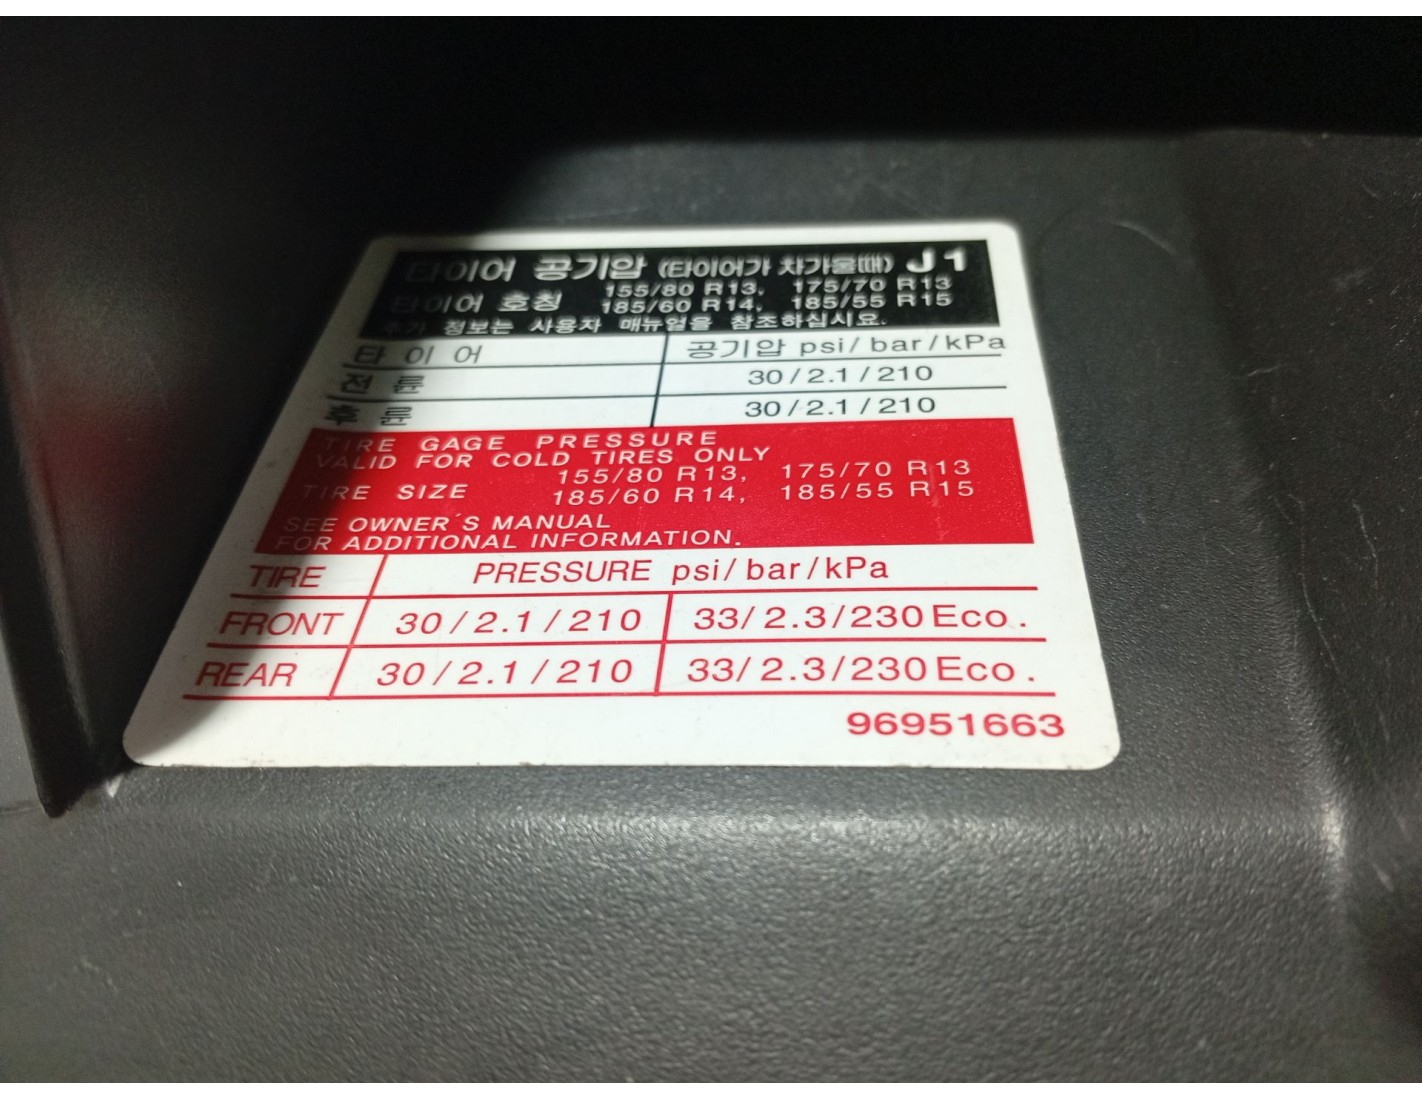 타이어 공기압 (타이어가 차가울때) J1
타이어 호칭 155/80 R13, 175/70 R13
185/60 R14, 185/55 R15
추가 정보는 사용자 매뉴얼을 참조하십시요.
타 이 어 공기압 psi/bar/kPa
전 륜 30/2.1/210
후 륜 30/2.1/210
TIRE GAGE PRESSURE
VALID FOR COLD TIRES ONLY
TIRE SIZE 155/80 R13, 175/70 R13
185/60 R14, 185/55 R15
SEE OWNER´S MANUAL
FOR ADDITIONAL INFORMATION.
TIRE PRESSURE psi/bar/kPa
FRONT 30/2.1/210 33/2.3/230 Eco.
REAR 30/2.1/210 33/2.3/230 Eco.
96951663